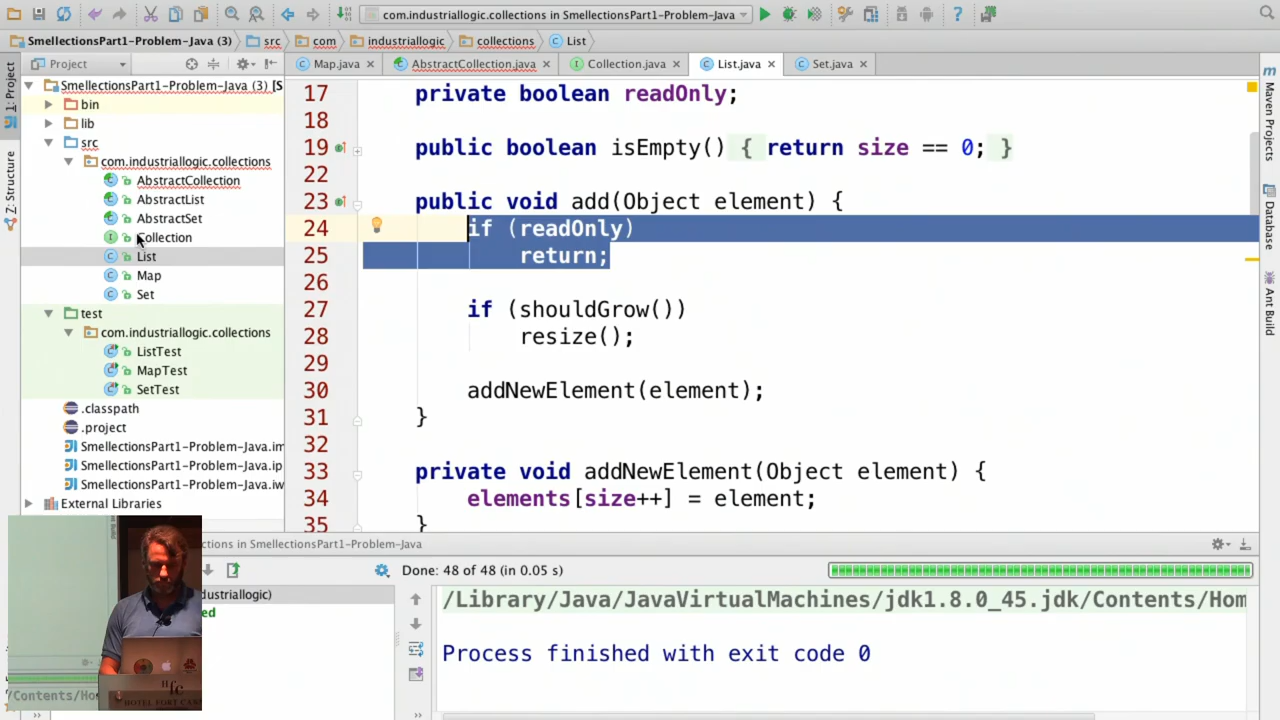 com.industriallogic.collections in SmellectionsPart1-Problem-Java
SmellectionsPart1-Problem-Java (3)
src
com
industriallogic
collections
List
1: Project
Z: Structure
Project
Map.java
AbstractCollection.java
Collection.java
List.java
Set.java
SmellectionsPart1-Problem-Java (3) [S
bin
lib
src
com.industriallogic.collections
AbstractCollection
AbstractList
AbstractSet
Collection
List
Map
Set
test
com.industriallogic.collections
ListTest
MapTest
SetTest
.classpath
.project
SmellectionsPart1-Problem-Java.im
SmellectionsPart1-Problem-Java.ip
SmellectionsPart1-Problem-Java.iw
External Libraries
17 private boolean readOnly;
18
19 public boolean isEmpty() { return size == 0; }
22
23 public void add(Object element) {
24 if (readOnly)
25 return;
26
27 if (shouldGrow())
28 resize();
29
30 addNewElement(element);
31 }
32
33 private void addNewElement(Object element) {
34 elements[size++] = element;
35 }
Maven Projects
Database
Ant Build
ctions in SmellectionsPart1-Problem-Java
dustriallogic)
ed
Done: 48 of 48 (in 0.05 s)
/Library/Java/JavaVirtualMachines/jdk1.8.0_45.jdk/Contents/Hom
Process finished with exit code 0
/Contents/Ho
Hfc